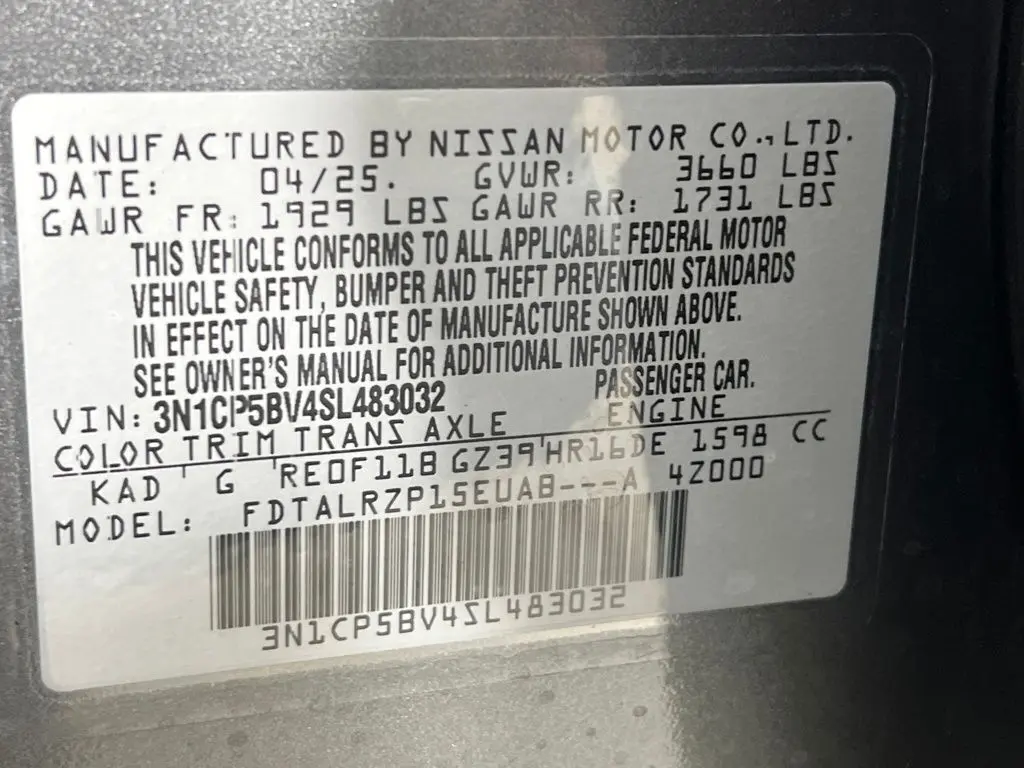 MANUFACTURED BY NISSAN MOTOR CO., LTD.
DATE: 04/25. GVWR: 3660 LBS
GAWR FR: 1929 LBS GAWR RR: 1731 LBS
THIS VEHICLE CONFORMS TO ALL APPLICABLE FEDERAL MOTOR
VEHICLE SAFETY, BUMPER AND THEFT PREVENTION STANDARDS
IN EFFECT ON THE DATE OF MANUFACTURE SHOWN ABOVE.
SEE OWNER'S MANUAL FOR ADDITIONAL INFORMATION.
VIN: 3N1CP5BV4SL483032 PASSENGER CAR.
COLOR TRIM TRANS AXLE ENGINE
KAD G RE0F11B GZ39 HR16DE 1598 CC
MODEL: FDTALRZP15EUAB---A 4Z000
3N1CP5BV4SL483032